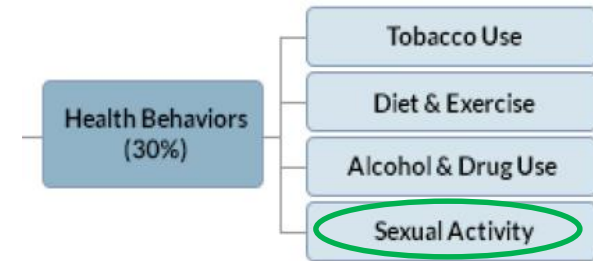 Tobacco Use
Diet & Exercise
Health Behaviors
(30%)
Alcohol & Drug Use
Sexual Activity